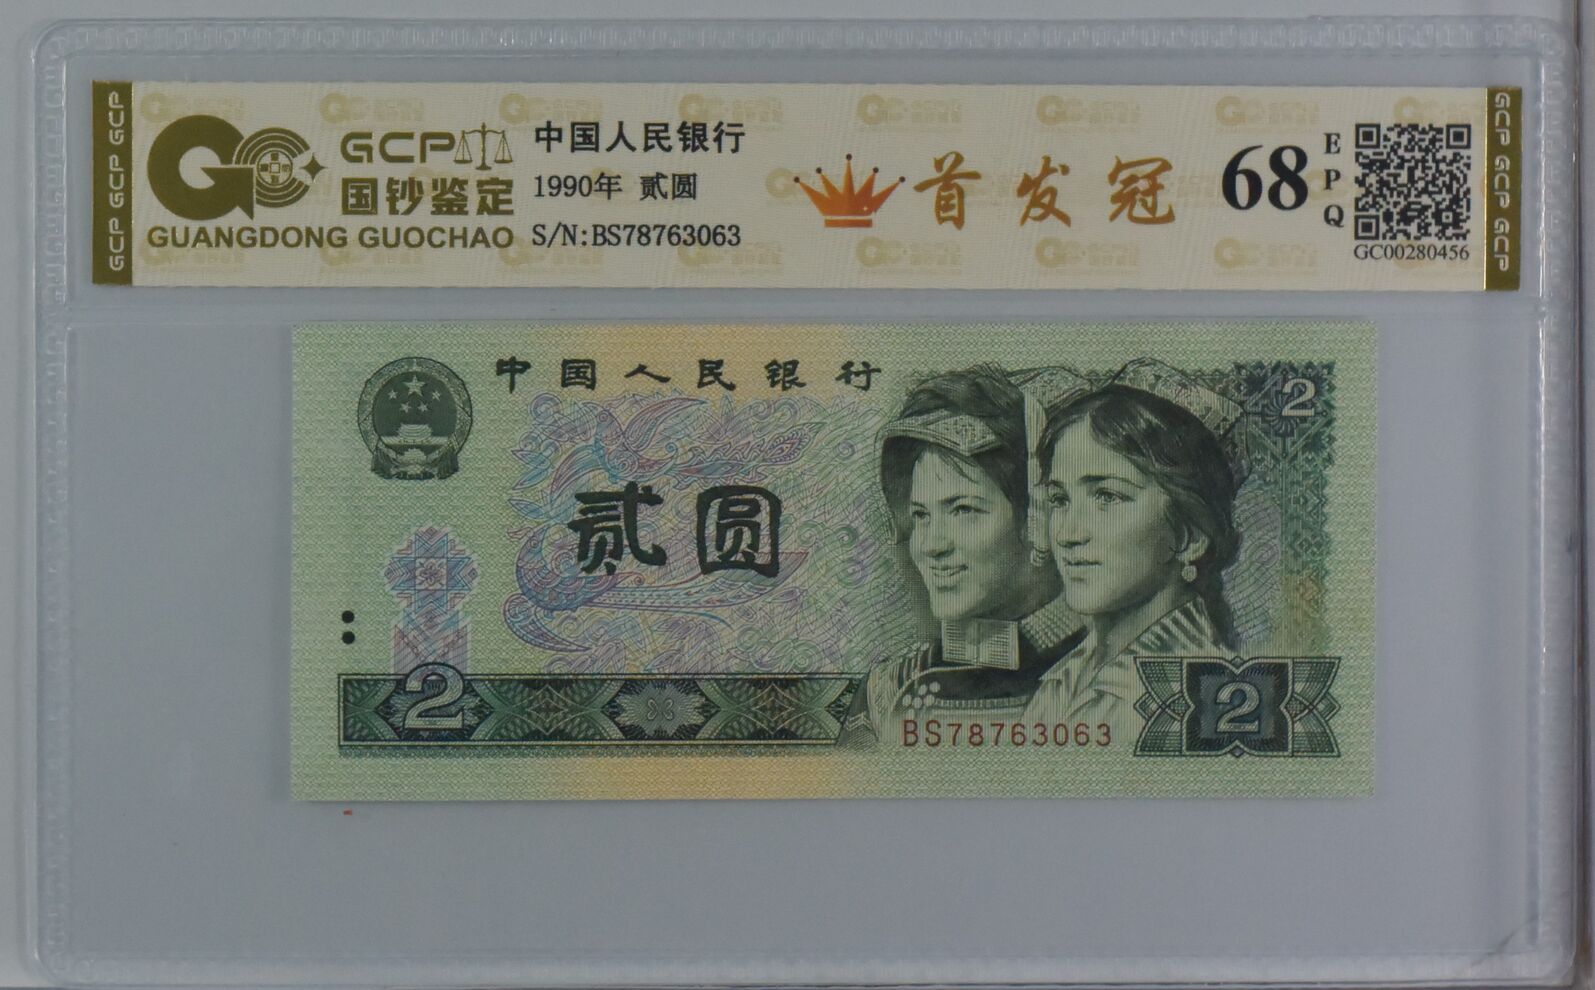 GCP GCP GCP
GCP
国钞鉴定
GUANGDONG GUOCHAO
中国人民银行
1990年 贰圆
S/N:BS78763063
首发冠
68
EPQ
GC00280456
GCP GCP GCP
中国人民银行
2
贰圆
2
BS78763063
2